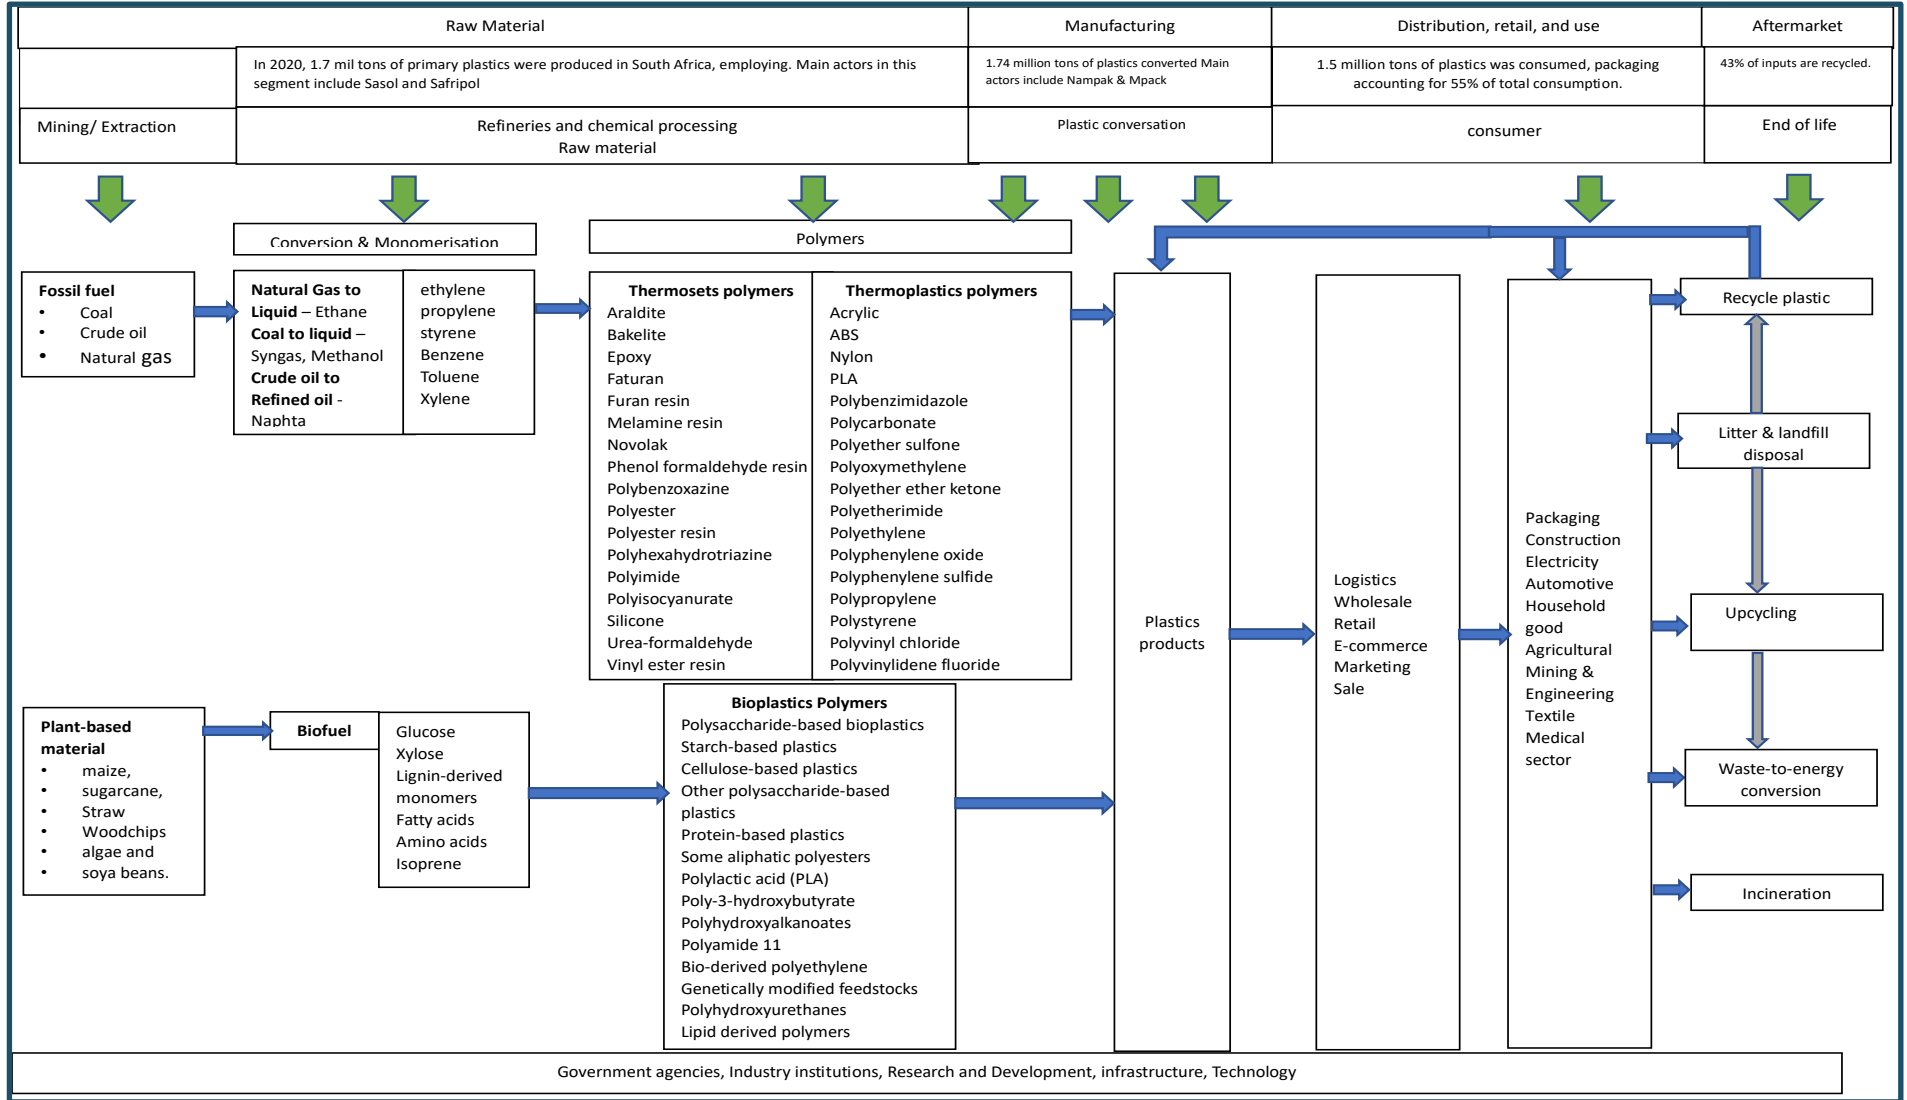 Raw Material
Manufacturing
Distribution, retail, and use
Aftermarket
In 2020, 1.7 mil tons of primary plastics were produced in South Africa, employing. Main actors in this
segment include Sasol and Safripol
1.74 million tons of plastics converted Main
actors include Nampak & Mpack
1.5 million tons of plastics was consumed, packaging
accounting for 55% of total consumption.
43% of inputs are recycled.
Mining/ Extraction
Refineries and chemical processing
Raw material
Plastic conversation
consumer
End of life
Conversion & Monomerisation
Polymers
Fossil fuel
• Coal
• Crude oil
• Natural gas
Natural Gas to
Liquid – Ethane
Coal to liquid –
Syngas, Methanol
Crude oil to
Refined oil -
Naphta
ethylene
propylene
styrene
Benzene
Toluene
Xylene
Thermosets polymers
Araldite
Bakelite
Epoxy
Faturan
Furan resin
Melamine resin
Novolak
Phenol formaldehyde resin
Polybenzoxazine
Polyester
Polyester resin
Polyhexahydrotriazine
Polyimide
Polyisocyanurate
Silicone
Urea-formaldehyde
Vinyl ester resin
Thermoplastics polymers
Acrylic
ABS
Nylon
PLA
Polybenzimidazole
Polycarbonate
Polyether sulfone
Polyoxymethylene
Polyether ether ketone
Polyetherimide
Polyethylene
Polyphenylene oxide
Polyphenylene sulfide
Polypropylene
Polystyrene
Polyvinyl chloride
Polyvinylidene fluoride
Plant-based
material
• maize,
• sugarcane,
• Straw
• Woodchips
• algae and
• soya beans.
Biofuel
Glucose
Xylose
Lignin-derived
monomers
Fatty acids
Amino acids
Isoprene
Bioplastics Polymers
Polysaccharide-based bioplastics
Starch-based plastics
Cellulose-based plastics
Other polysaccharide-based
plastics
Protein-based plastics
Some aliphatic polyesters
Polylactic acid (PLA)
Poly-3-hydroxybutyrate
Polyhydroxyalkanoates
Polyamide 11
Bio-derived polyethylene
Genetically modified feedstocks
Polyhydroxyurethanes
Lipid derived polymers
Plastics
products
Logistics
Wholesale
Retail
E-commerce
Marketing
Sale
Packaging
Construction
Electricity
Automotive
Household
good
Agricultural
Mining &
Engineering
Textile
Medical
sector
Recycle plastic
Litter & landfill
disposal
Upcycling
Waste-to-energy
conversion
Incineration
Government agencies, Industry institutions, Research and Development, infrastructure, Technology